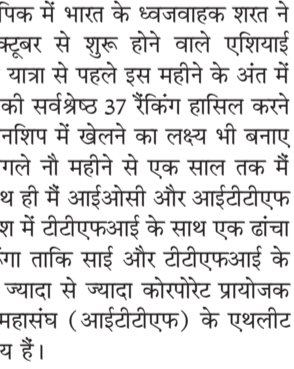 पिक में भारत के ध्वजवाहक शरत ने
क्टूबर से शुरू होने वाले एशियाई
यात्रा से पहले इस महीने के अंत में
की सर्वश्रेष्ठ 37 रैंकिंग हासिल करने
नशिप में खेलने का लक्ष्य भी बनाए
गले नौ महीने से एक साल तक मैं
थ ही मैं आईओसी और आईटीटीएफ
श में टीटीएफआई के साथ एक ढांचा
ंगा ताकि साई और टीटीएफआई के
ज्यादा से ज्यादा कोरपोरेट प्रायोजक
महासंघ (आईटीटीएफ) के एथलीट
य हैं।